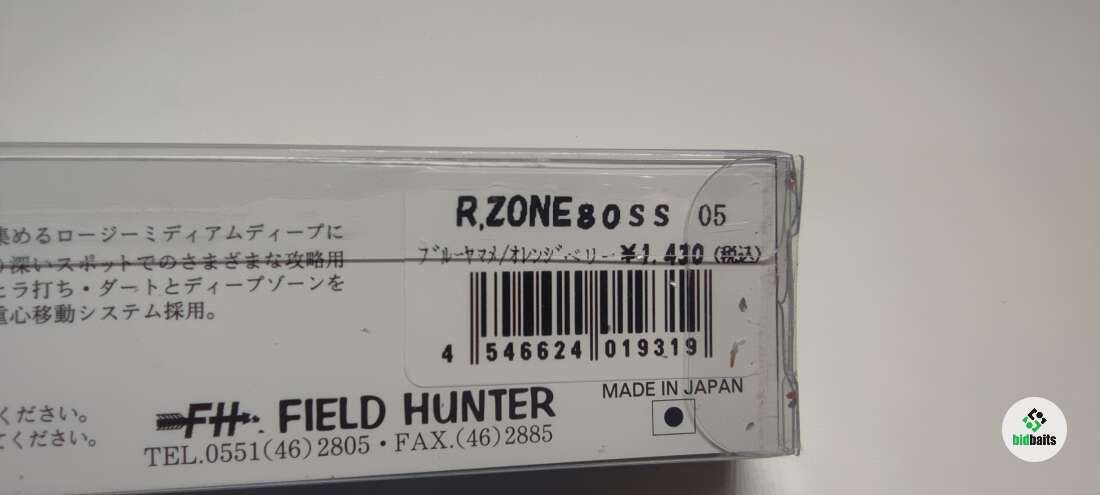 R,ZONE80SS 05
ブルーヤマメ/オレンジベリー ¥1,430(税込)
4 546624 019319
集めるロージーミディアムディープに
深いスポットでのさまざまな攻略用
ヒラ打ち・ダートとディープゾーンを
重心移動システム採用。
ください。
てください。
FH FIELD HUNTER
TEL.0551(46)2805・FAX.(46)2885
MADE IN JAPAN
bidbaits